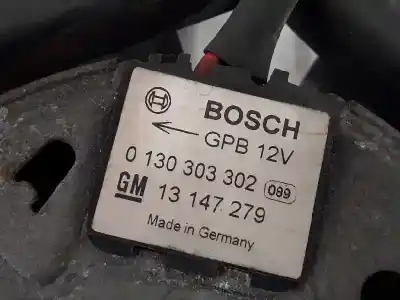 BOSCH
GPB 12V
0 130 303 302 099
GM 13 147 279
Made in Germany